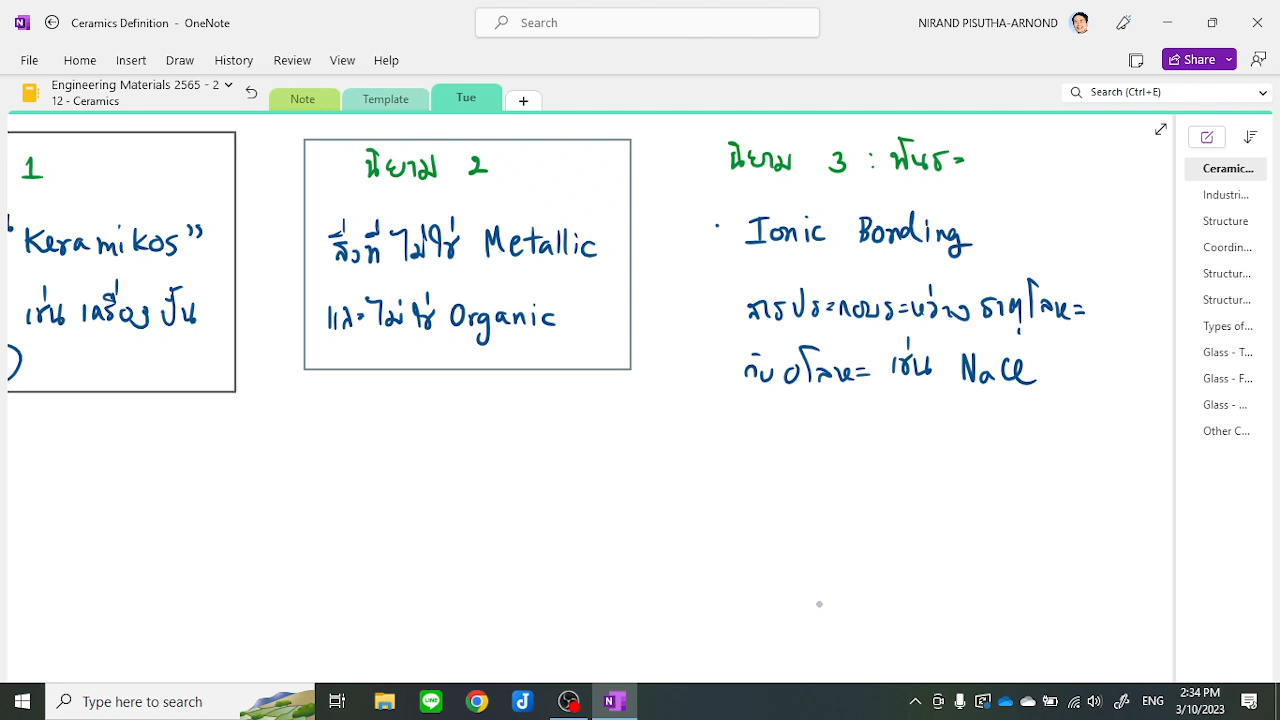 Ceramics Definition - OneNote
Search
NIRAND PISUTHA-ARNOND
File Home Insert Draw History Review View Help
Share
Engineering Materials 2565 - 2
12 - Ceramics
Note Template Tue
Search (Ctrl+E)
1
"Keramikos"
เช่น เครื่องปั้น
นิยาม 2
สิ่งที่ไม่ใช่ Metallic
และไม่ใช่ Organic
นิยาม 3 : พันธะ
· Ionic Bonding
สารประกอบระหว่างธาตุโลหะ
กับอโลหะ เช่น NaCl
Ceramic...
Industri...
Structure
Coordin...
Structur...
Structur...
Types of...
Glass - T...
Glass - F...
Glass - ...
Other C...
Type here to search
LINE
ENG
2:34 PM
3/10/2023